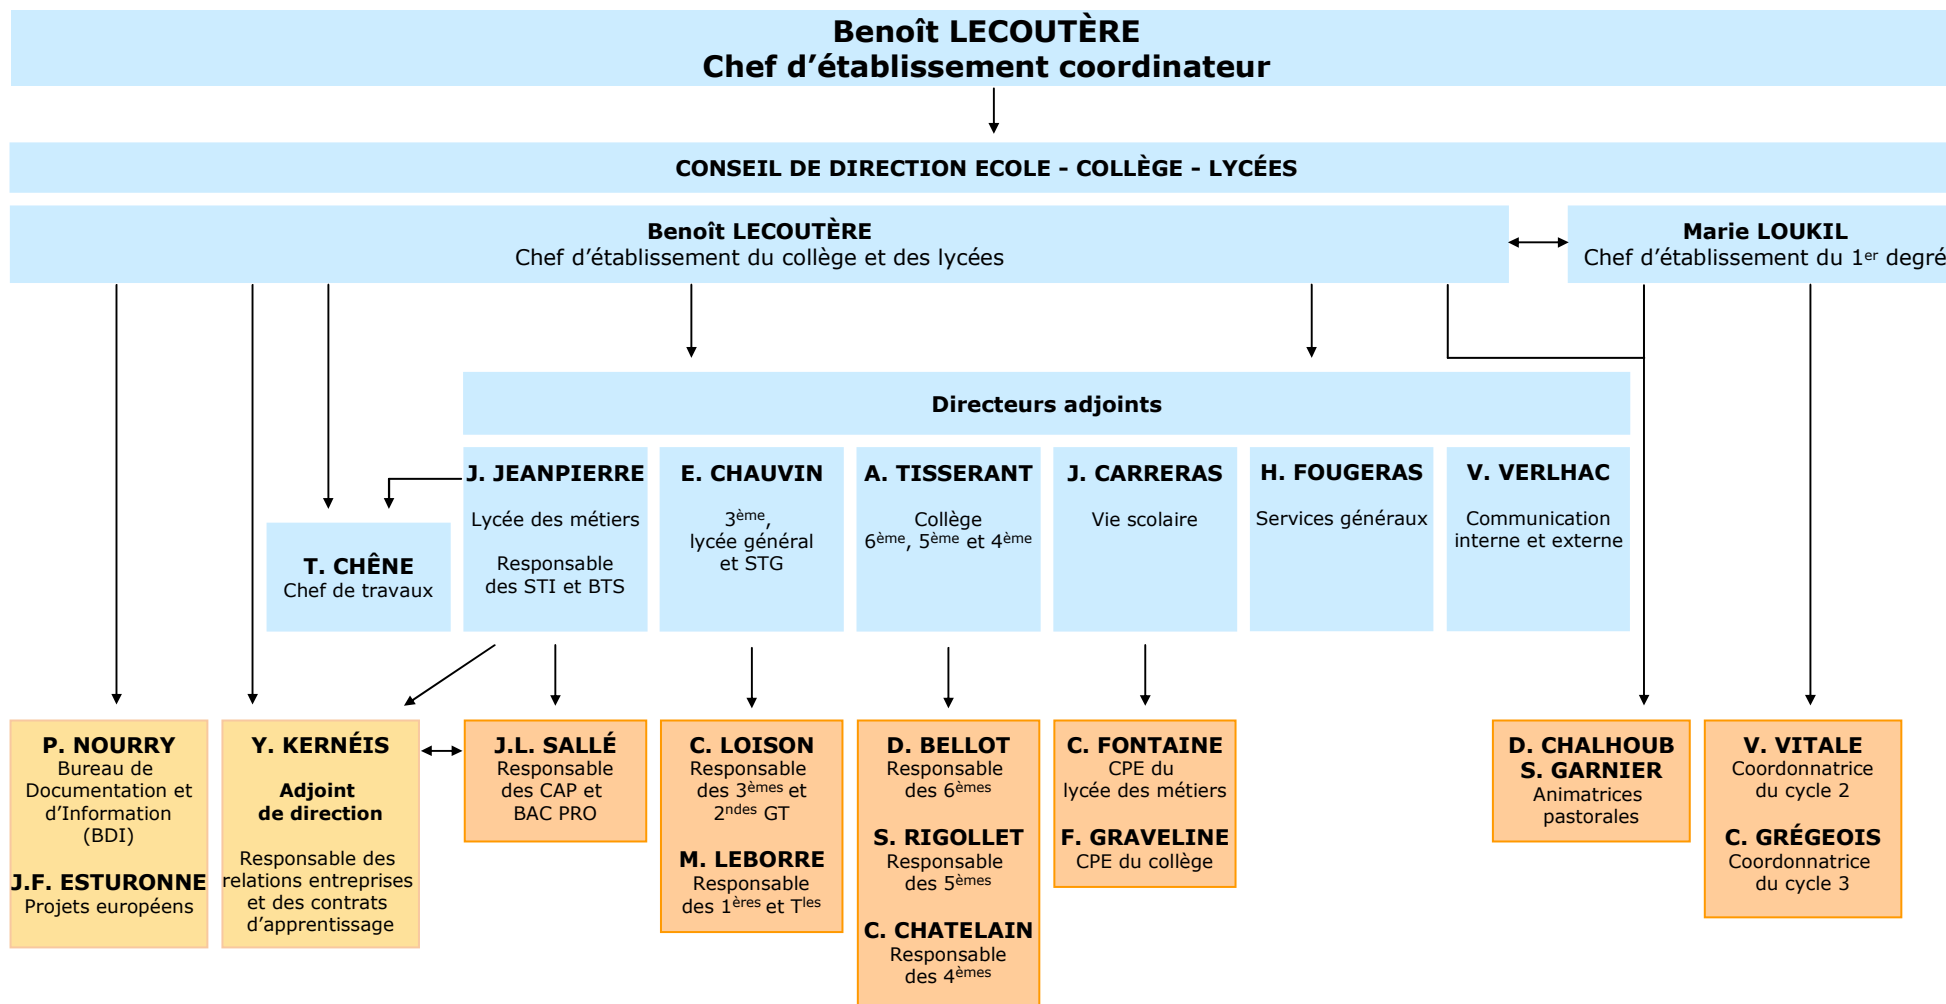 Benoît LECOUTÈRE
Chef d’établissement coordinateur
CONSEIL DE DIRECTION ECOLE - COLLÈGE - LYCÉES
Benoît LECOUTÈRE
Chef d’établissement du collège et des lycées
Marie LOUKIL
Chef d’établissement du 1er degré
Directeurs adjoints
J. JEANPIERRE
Lycée des métiers
Responsable
des STI et BTS
E. CHAUVIN
3ème,
lycée général
et STG
A. TISSERANT
Collège
6ème, 5ème et 4ème
J. CARRERAS
Vie scolaire
H. FOUGERAS
Services généraux
V. VERLHAC
Communication
interne et externe
T. CHÊNE
Chef de travaux
P. NOURRY
Bureau de
Documentation et
d’Information
(BDI)
J.F. ESTURONNE
Projets européens
Y. KERNÉIS
Adjoint
de direction
Responsable des
relations entreprises
et des contrats
d’apprentissage
J.L. SALLÉ
Responsable
des CAP et
BAC PRO
C. LOISON
Responsable
des 3èmes et
2ndes GT
M. LEBORRE
Responsable
des 1ères et Tles
D. BELLOT
Responsable
des 6èmes
S. RIGOLLET
Responsable
des 5èmes
C. CHATELAIN
Responsable
des 4èmes
C. FONTAINE
CPE du
lycée des métiers
F. GRAVELINE
CPE du collège
D. CHALHOUB
S. GARNIER
Animatrices
pastorales
V. VITALE
Coordonnatrice
du cycle 2
C. GRÉGEOIS
Coordonnatrice
du cycle 3